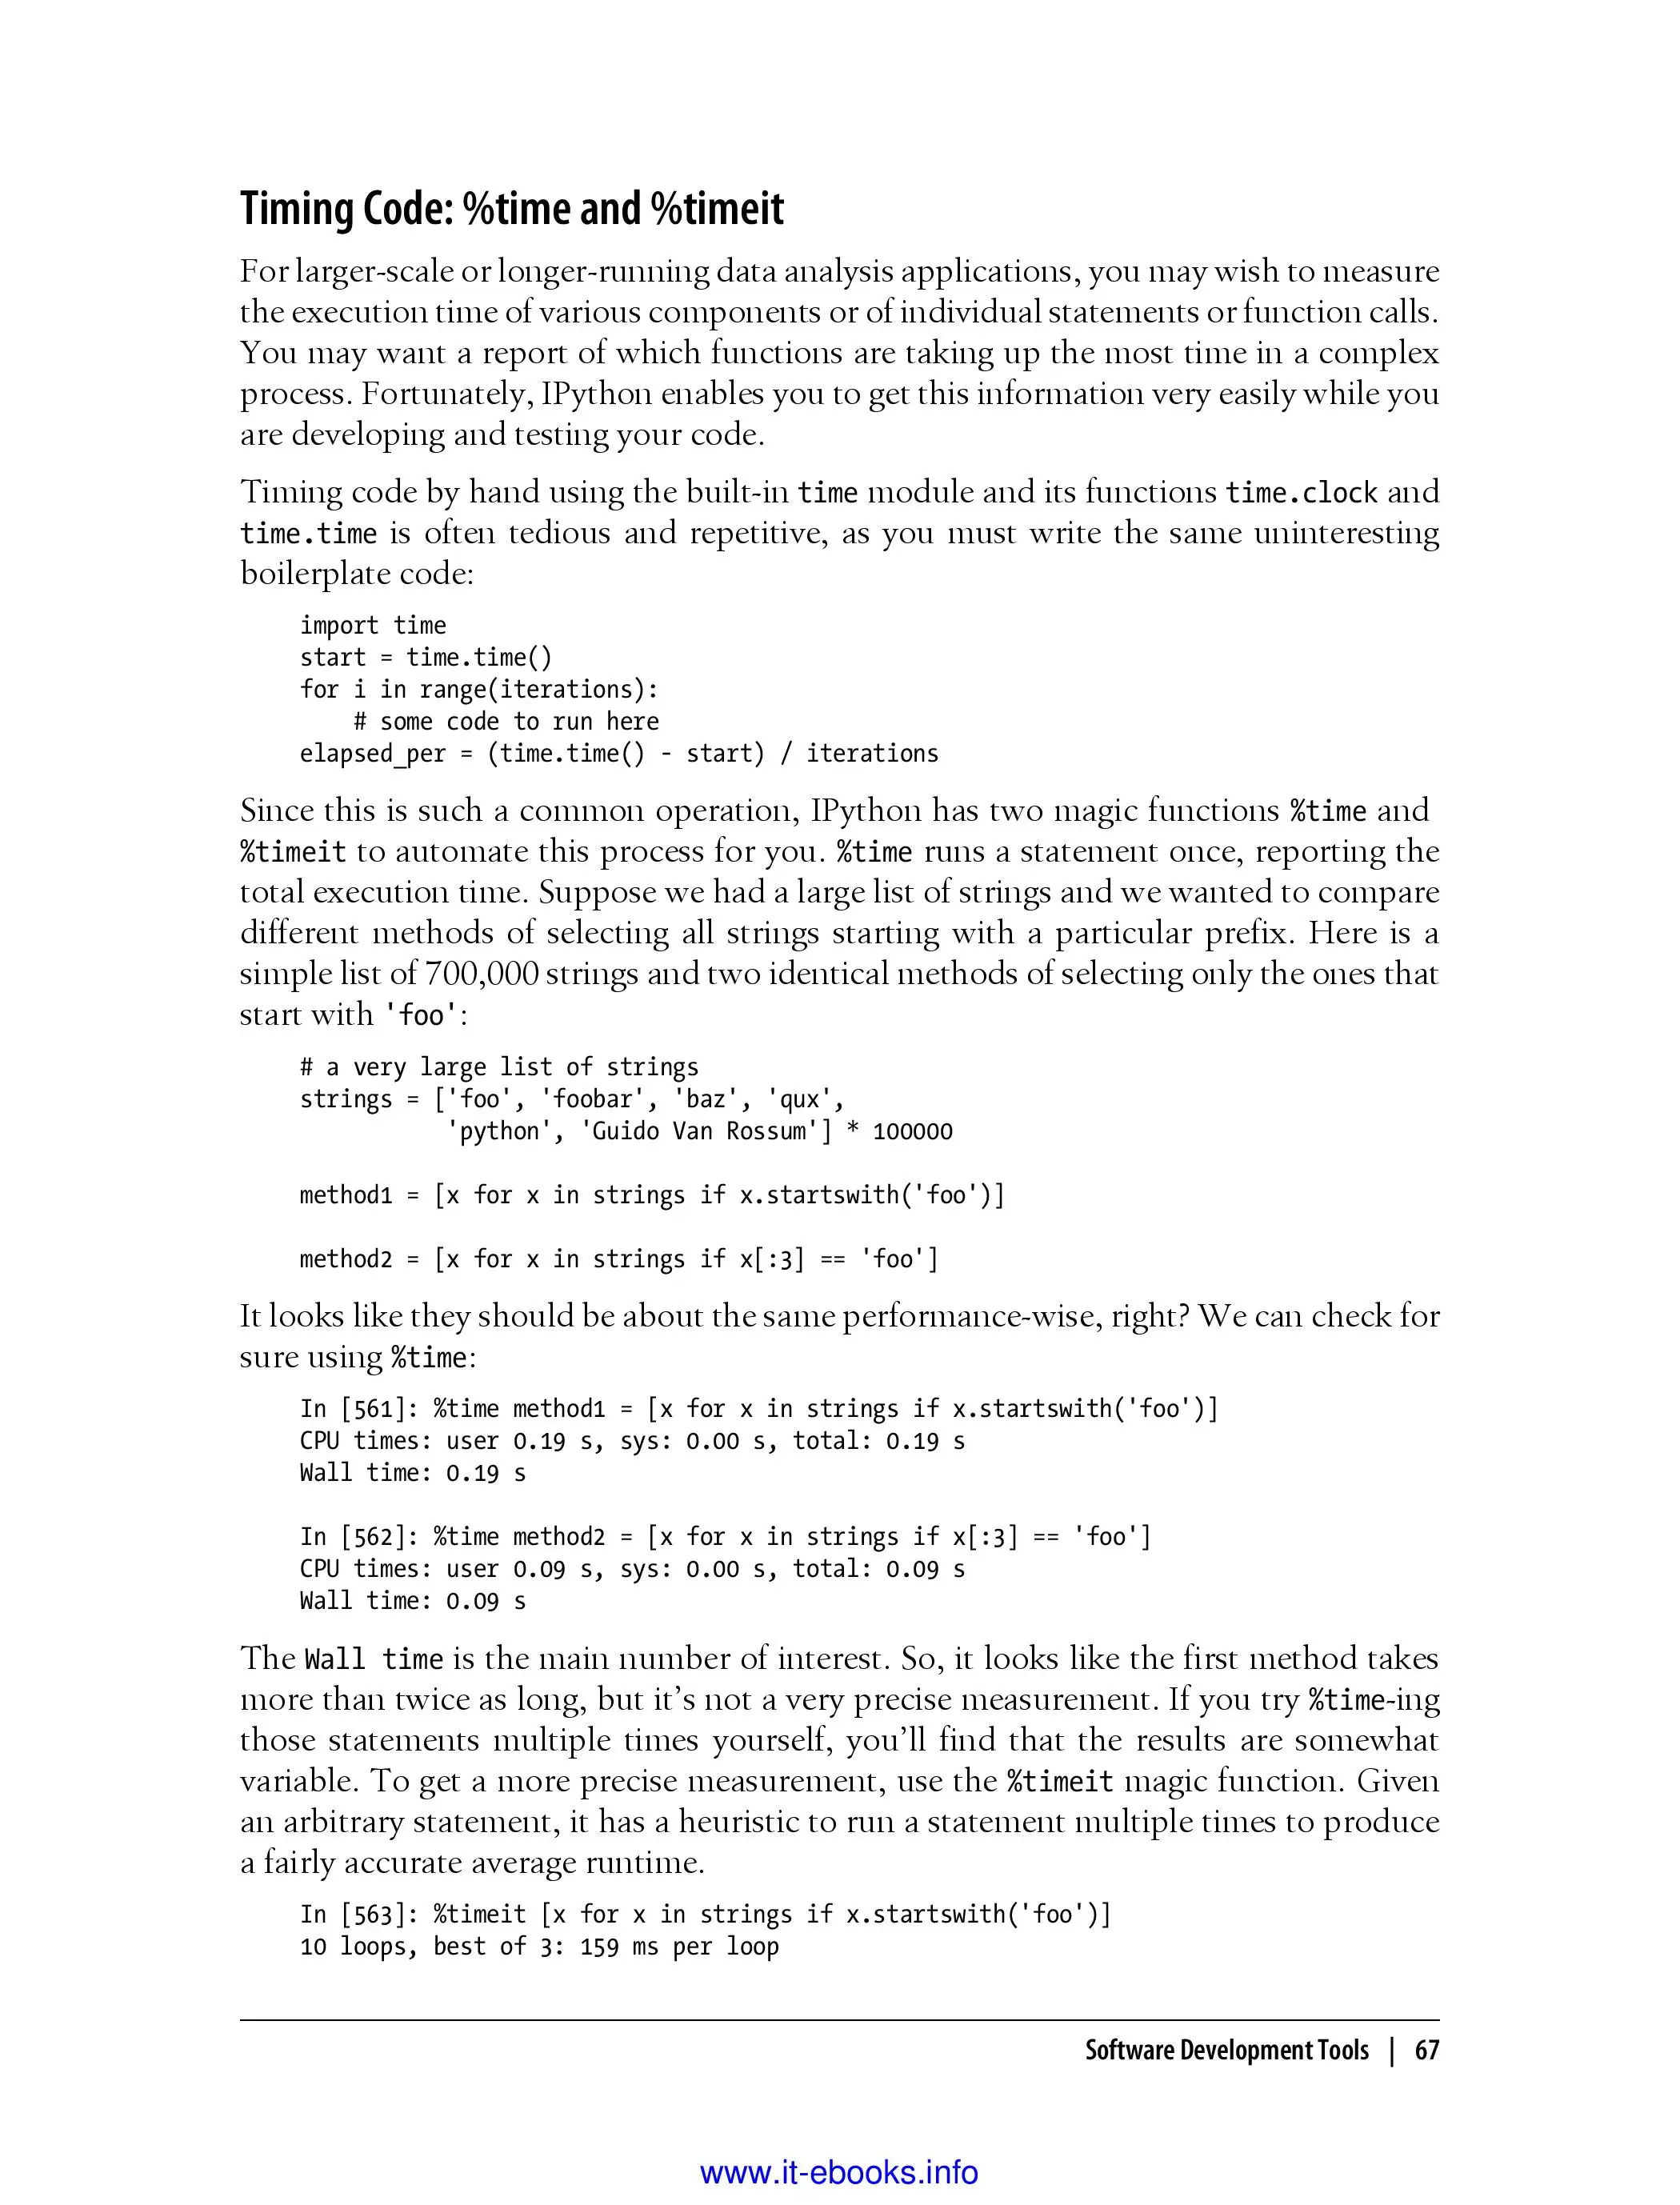 Timing Code: %time and %timeit
For larger-scale or longer-running data analysis applications, you may wish to measure
the execution time of various components or of individual statements or function calls.
You may want a report of which functions are taking up the most time in a complex
process. Fortunately, IPython enables you to get this information very easily while you
are developing and testing your code.
Timing code by hand using the built-in time module and its functions time.clock and
time.time is often tedious and repetitive, as you must write the same uninteresting
boilerplate code:
import time
start = time.time()
for i in range(iterations):
    # some code to run here
elapsed_per = (time.time() - start) / iterations
Since this is such a common operation, IPython has two magic functions %time and
%timeit to automate this process for you. %time runs a statement once, reporting the
total execution time. Suppose we had a large list of strings and we wanted to compare
different methods of selecting all strings starting with a particular prefix. Here is a
simple list of 700,000 strings and two identical methods of selecting only the ones that
start with 'foo':
# a very large list of strings
strings = ['foo', 'foobar', 'baz', 'qux',
           'python', 'Guido Van Rossum'] * 100000
method1 = [x for x in strings if x.startswith('foo')]
method2 = [x for x in strings if x[:3] == 'foo']
It looks like they should be about the same performance-wise, right? We can check for
sure using %time:
In [561]: %time method1 = [x for x in strings if x.startswith('foo')]
CPU times: user 0.19 s, sys: 0.00 s, total: 0.19 s
Wall time: 0.19 s
In [562]: %time method2 = [x for x in strings if x[:3] == 'foo']
CPU times: user 0.09 s, sys: 0.00 s, total: 0.09 s
Wall time: 0.09 s
The Wall time is the main number of interest. So, it looks like the first method takes
more than twice as long, but it’s not a very precise measurement. If you try %time-ing
those statements multiple times yourself, you’ll find that the results are somewhat
variable. To get a more precise measurement, use the %timeit magic function. Given
an arbitrary statement, it has a heuristic to run a statement multiple times to produce
a fairly accurate average runtime.
In [563]: %timeit [x for x in strings if x.startswith('foo')]
10 loops, best of 3: 159 ms per loop
Software Development Tools | 67
www.it-ebooks.info